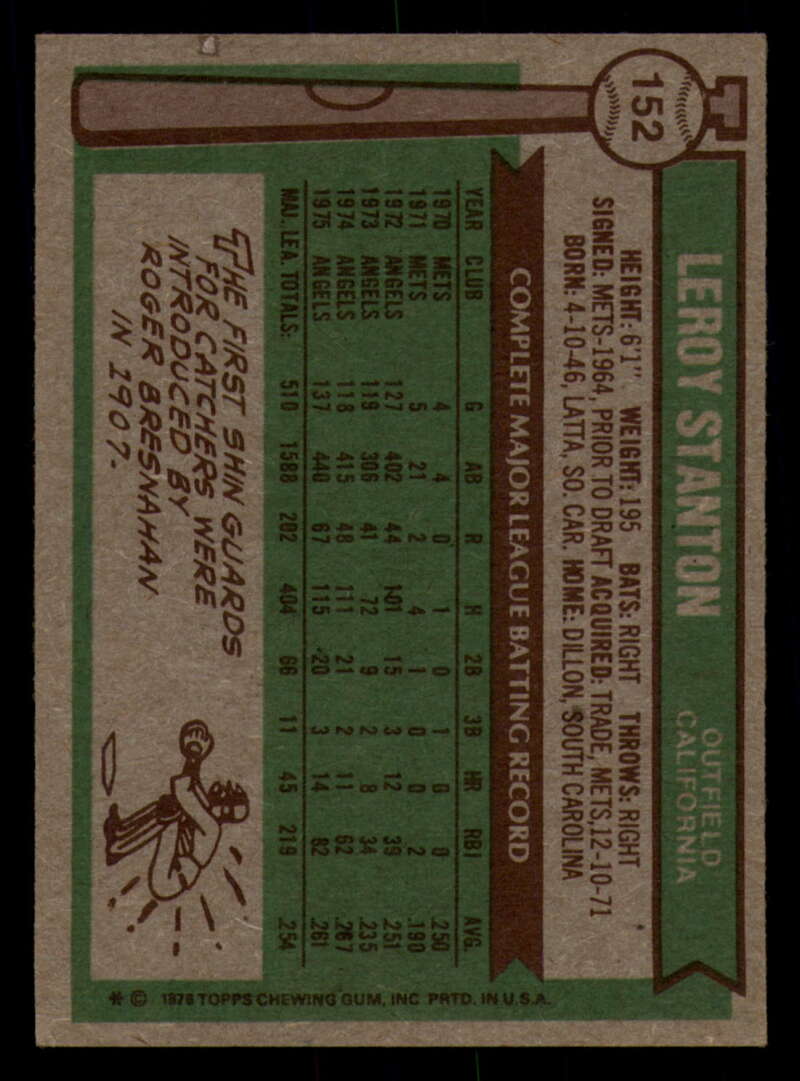 152
LEROY STANTON
OUTFIELD
CALIFORNIA
HEIGHT: 6'1" WEIGHT: 195 BATS: RIGHT THROWS: RIGHT
SIGNED: METS-1964, PRIOR TO DRAFT ACQUIRED: TRADE, METS, 12-10-71
BORN: 4-10-46, LATTA, SO. CAR. HOME: DILLON, SOUTH CAROLINA
COMPLETE MAJOR LEAGUE BATTING RECORD
YEAR CLUB G AB R H 2B 3B HR RBI AVG.
1970 METS 4 4 0 1 0 1 0 0 .250
1971 METS 5 21 2 4 1 0 0 2 .190
1972 ANGELS 127 402 44 101 15 3 12 39 .251
1973 ANGELS 119 306 41 72 9 2 8 34 .235
1974 ANGELS 118 415 48 111 21 2 11 62 .267
1975 ANGELS 137 440 67 115 20 3 14 82 .261
MAJ. LEA. TOTALS: 510 1588 202 404 66 11 45 219 .254
THE FIRST SHIN GUARDS
FOR CATCHERS WERE
INTRODUCED BY
ROGER BRESNAHAN
IN 1907.
* © 1976 TOPPS CHEWING GUM, INC PRTD. IN U.S.A.